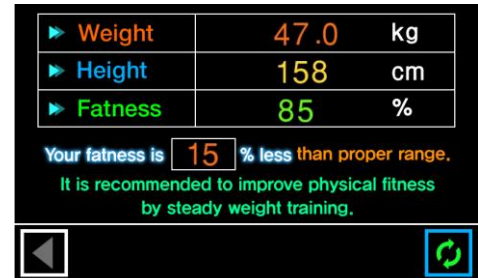 Weight 47.0 kg
Height 158 cm
Fatness 85 %
Your fatness is 15 % less than proper range.
It is recommended to improve physical fitness
by steady weight training.